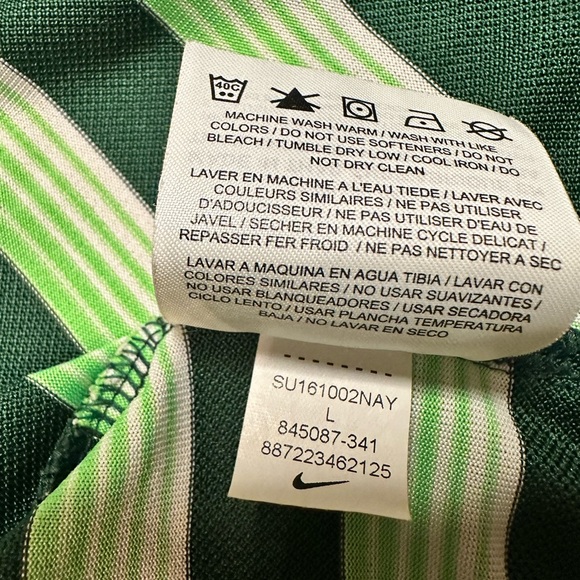 40C
MACHINE WASH WARM / WASH WITH LIKE
COLORS / DO NOT USE SOFTENERS / DO NOT
BLEACH / TUMBLE DRY LOW / COOL IRON / DO
NOT DRY CLEAN
LAVER EN MACHINE A L'EAU TIEDE / LAVER AVEC
COULEURS SIMILAIRES / NE PAS UTILISER
D'ADOUCISSEUR / NE PAS UTILISER D'EAU DE
JAVEL / SECHER EN MACHINE CYCLE DELICAT /
REPASSER FER FROID / NE PAS NETTOYER A SEC
LAVAR A MAQUINA EN AGUA TIBIA / LAVAR CON
COLORES SIMILARES / NO USAR SUAVIZANTES /
NO USAR BLANQUEADORES / USAR SECADORA
CICLO LENTO / USAR PLANCHA TEMPERATURA
BAJA / NO LAVAR EN SECO
SU161002NAY
L
845087-341
887223462125